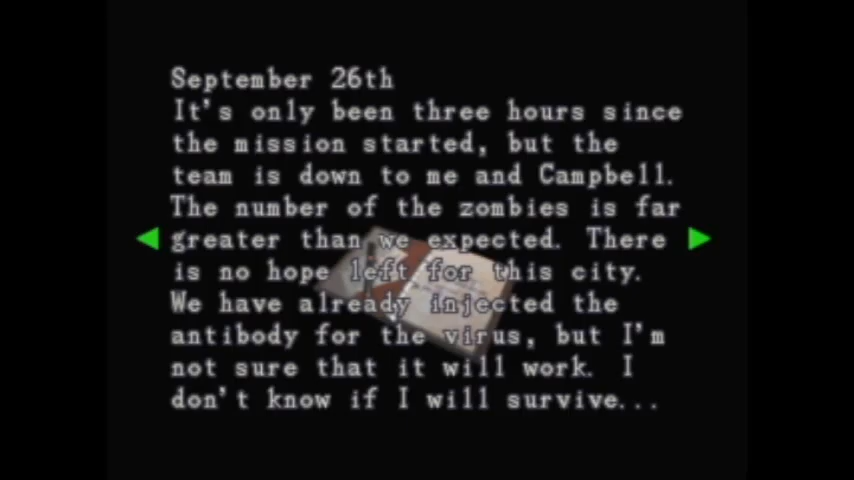 September 26th
It's only been three hours since
the mission started, but the
team is down to me and Campbell.
The number of the zombies is far
greater than we expected. There
is no hope left for this city.
We have already injected the
antibody for the virus, but I'm
not sure that it will work. I
don't know if I will survive...